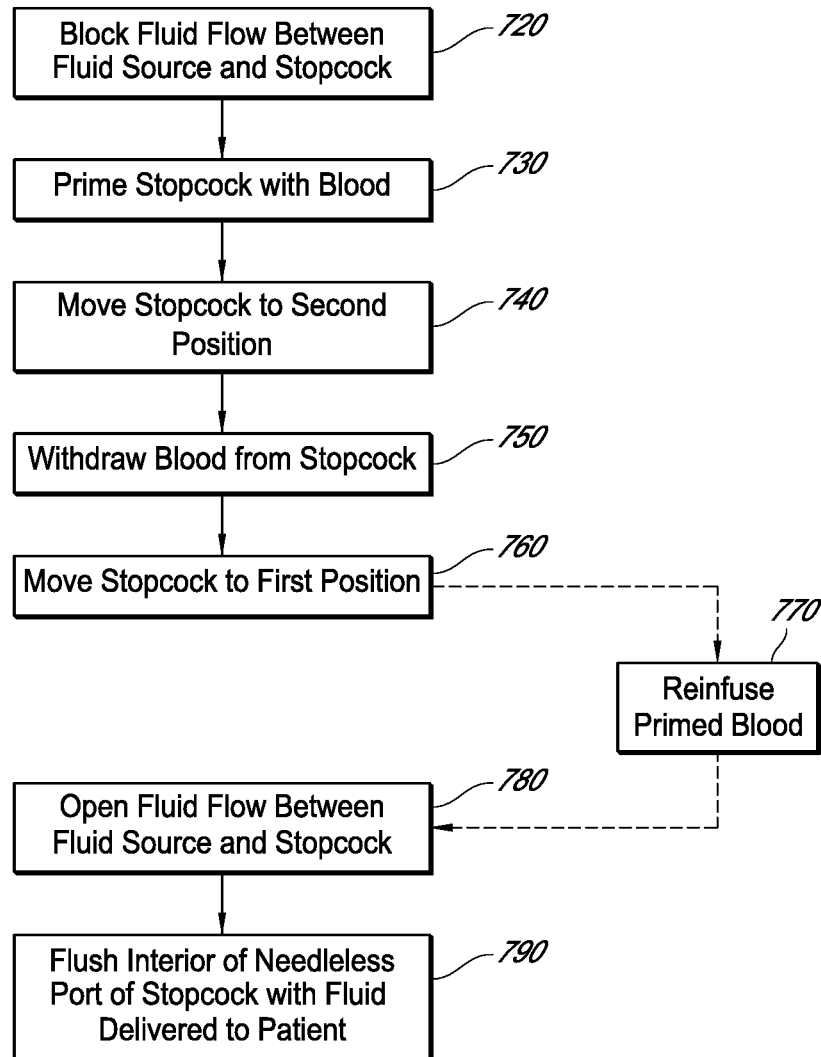 Block Fluid Flow Between
Fluid Source and Stopcock
720
Prime Stopcock with Blood
730
Move Stopcock to Second
Position
740
Withdraw Blood from Stopcock
750
Move Stopcock to First Position
760
770
Reinfuse
Primed Blood
Open Fluid Flow Between
Fluid Source and Stopcock
780
Flush Interior of Needleless
Port of Stopcock with Fluid
Delivered to Patient
790